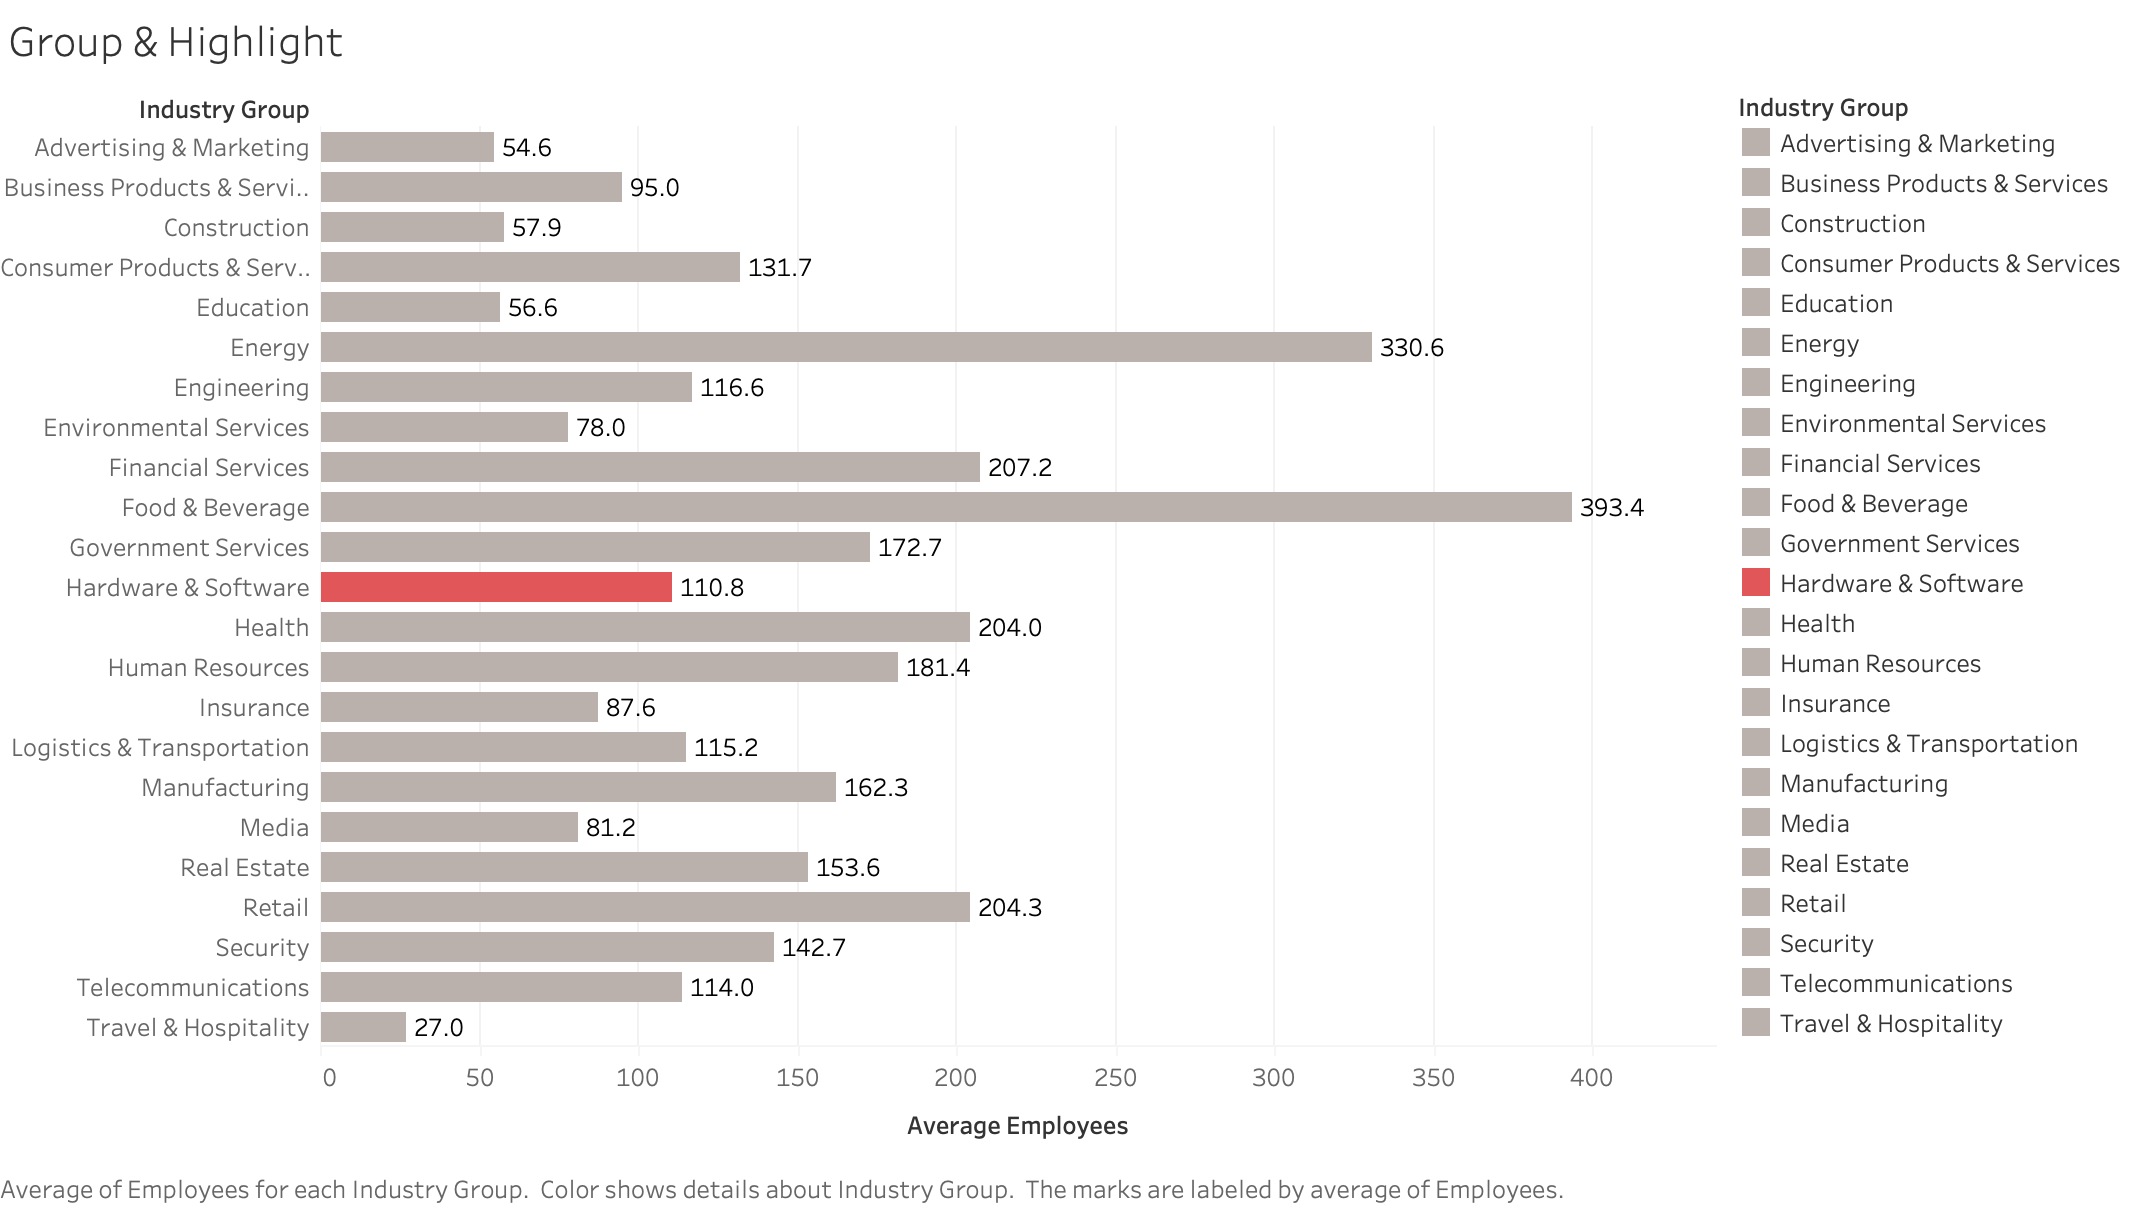 Group & Highlight
Industry Group
Advertising & Marketing 54.6
Business Products & Servi.. 95.0
Construction 57.9
Consumer Products & Serv.. 131.7
Education 56.6
Energy 330.6
Engineering 116.6
Environmental Services 78.0
Financial Services 207.2
Food & Beverage 393.4
Government Services 172.7
Hardware & Software 110.8
Health 204.0
Human Resources 181.4
Insurance 87.6
Logistics & Transportation 115.2
Manufacturing 162.3
Media 81.2
Real Estate 153.6
Retail 204.3
Security 142.7
Telecommunications 114.0
Travel & Hospitality 27.0
0 50 100 150 200 250 300 350 400
Average Employees
Industry Group
Advertising & Marketing
Business Products & Services
Construction
Consumer Products & Services
Education
Energy
Engineering
Environmental Services
Financial Services
Food & Beverage
Government Services
Hardware & Software
Health
Human Resources
Insurance
Logistics & Transportation
Manufacturing
Media
Real Estate
Retail
Security
Telecommunications
Travel & Hospitality
Average of Employees for each Industry Group.  Color shows details about Industry Group.  The marks are labeled by average of Employees.